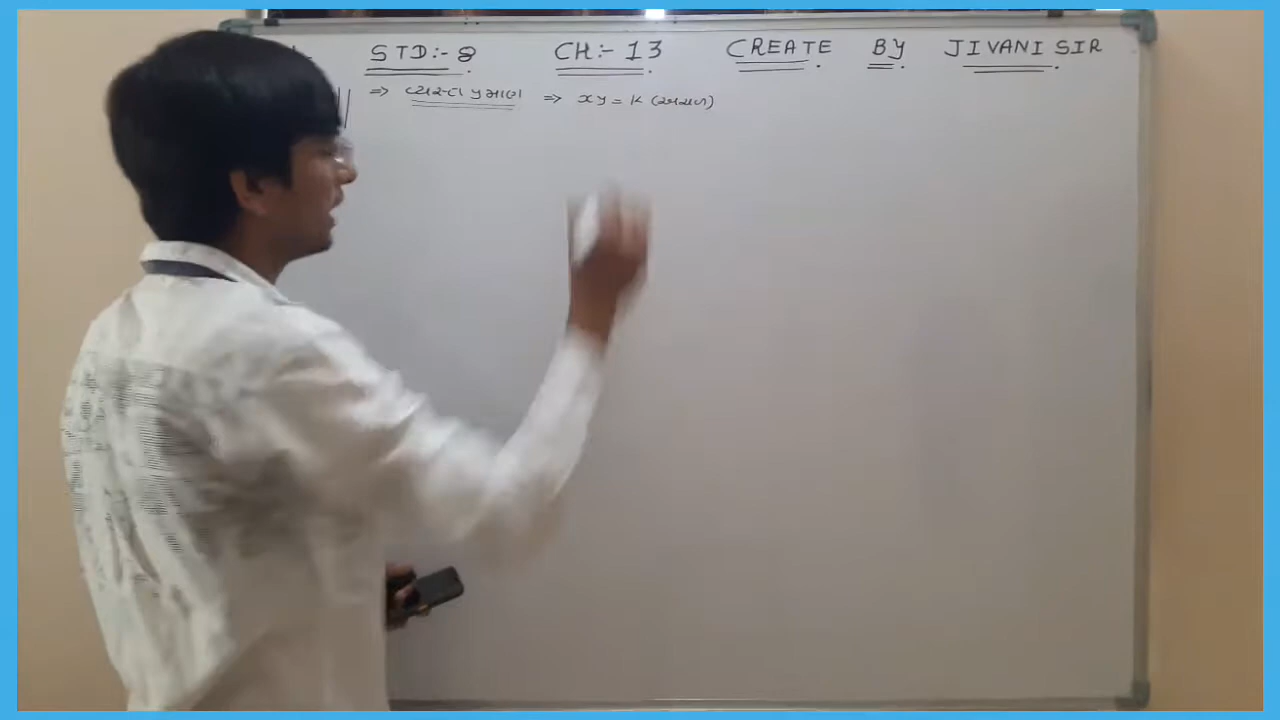 STD:- 8 CH:- 13 CREATE BY JIVANI SIR
⇒ વ્યસ્ત પ્રમાણ ⇒ xy = k (અચળ)